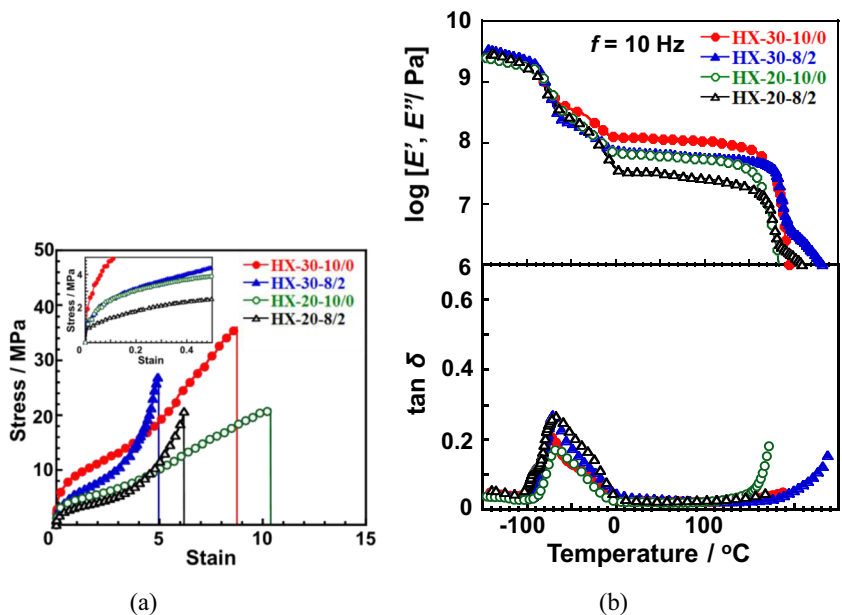 50
40
30
20
10
0
Stress / MPa
0
5
10
15
Stain
HX-30-10/0
HX-30-8/2
HX-20-10/0
HX-20-8/2
4
2
0
0.2
0.4
Stress / MPa
Stain
(a)
10
9
8
7
6
log [E’, E”/ Pa]
f = 10 Hz
HX-30-10/0
HX-30-8/2
HX-20-10/0
HX-20-8/2
0.6
0.4
0.2
0
tan δ
-100
0
100
Temperature / °C
(b)